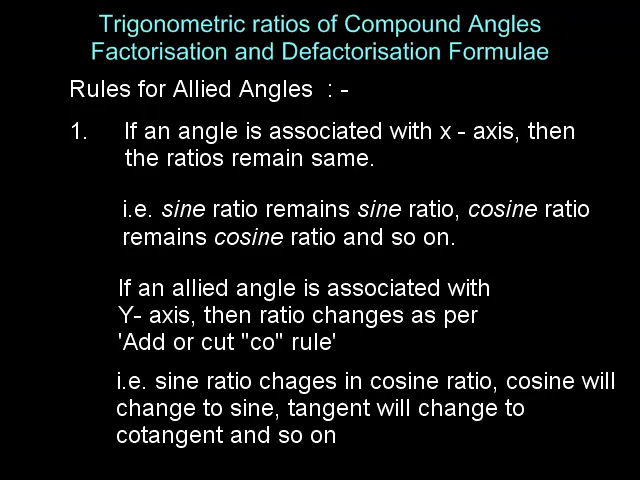 Trigonometric ratios of Compound Angles
Factorisation and Defactorisation Formulae
Rules for Allied Angles : -
1. If an angle is associated with x - axis, then
the ratios remain same.
i.e. sine ratio remains sine ratio, cosine ratio
remains cosine ratio and so on.
If an allied angle is associated with
Y- axis, then ratio changes as per
'Add or cut "co" rule'
i.e. sine ratio chages in cosine ratio, cosine will
change to sine, tangent will change to
cotangent and so on